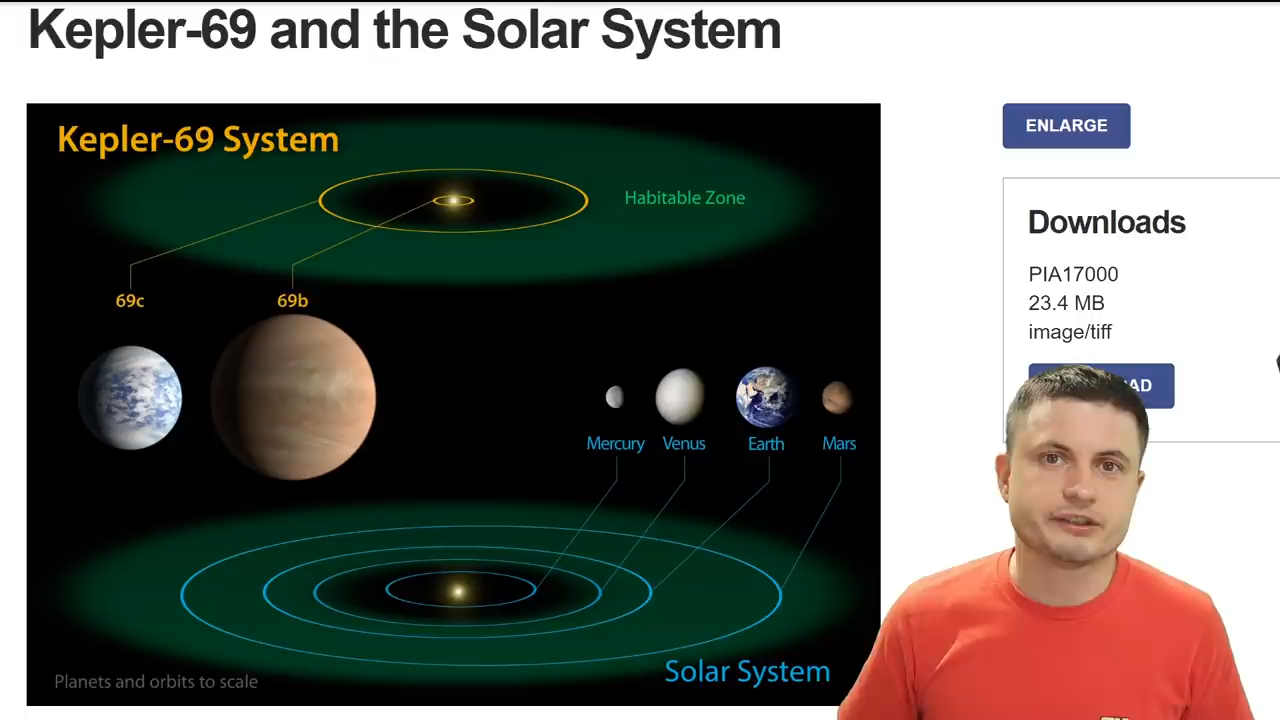 Kepler-69 and the Solar System
Kepler-69 System
Habitable Zone
69c
69b
Mercury
Venus
Earth
Mars
Solar System
Planets and orbits to scale
ENLARGE
Downloads
PIA17000
23.4 MB
image/tiff